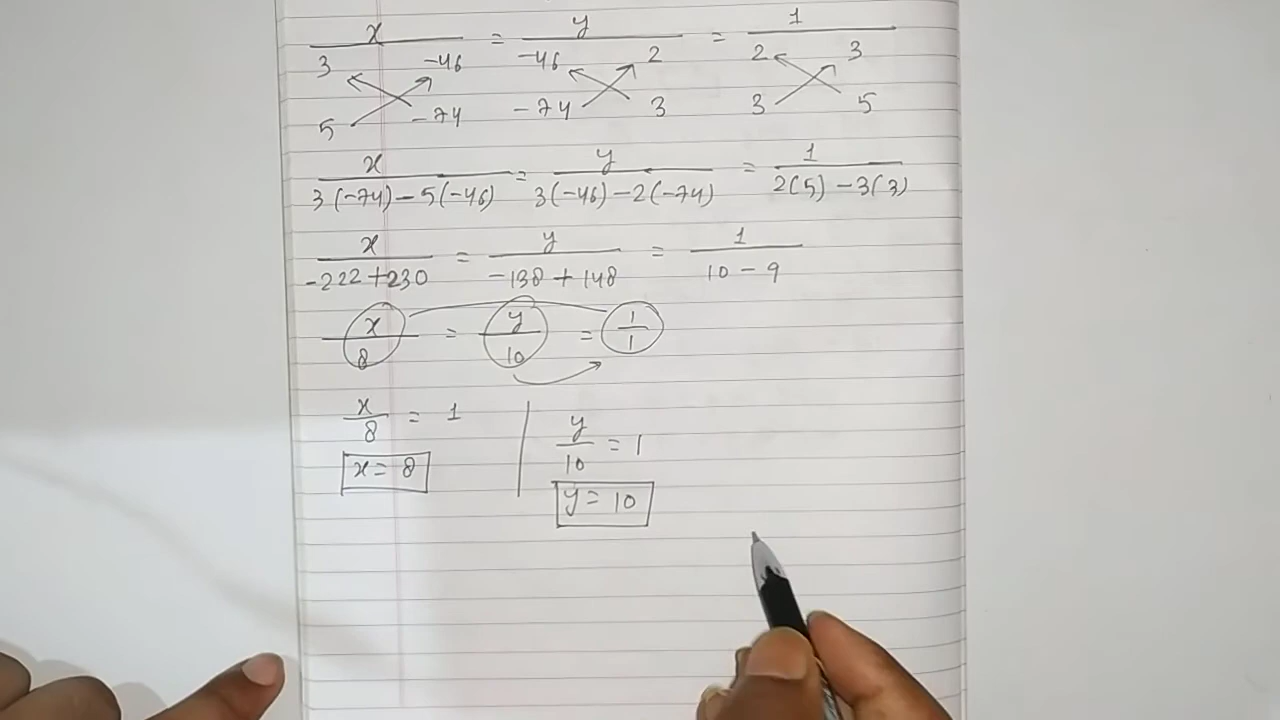 x/ = y/ = 1/
3 -46 -46 2 2 3
5 -74 -74 3 3 5
x/(3(-74)-5(-46)) = y/(3(-46)-2(-74)) = 1/(2(5)-3(3))
x/(-222+230) = y/(-138+148) = 1/(10-9)
x/8 = y/10 = 1/1
x/8 = 1 | y/10 = 1
x = 8 y = 10